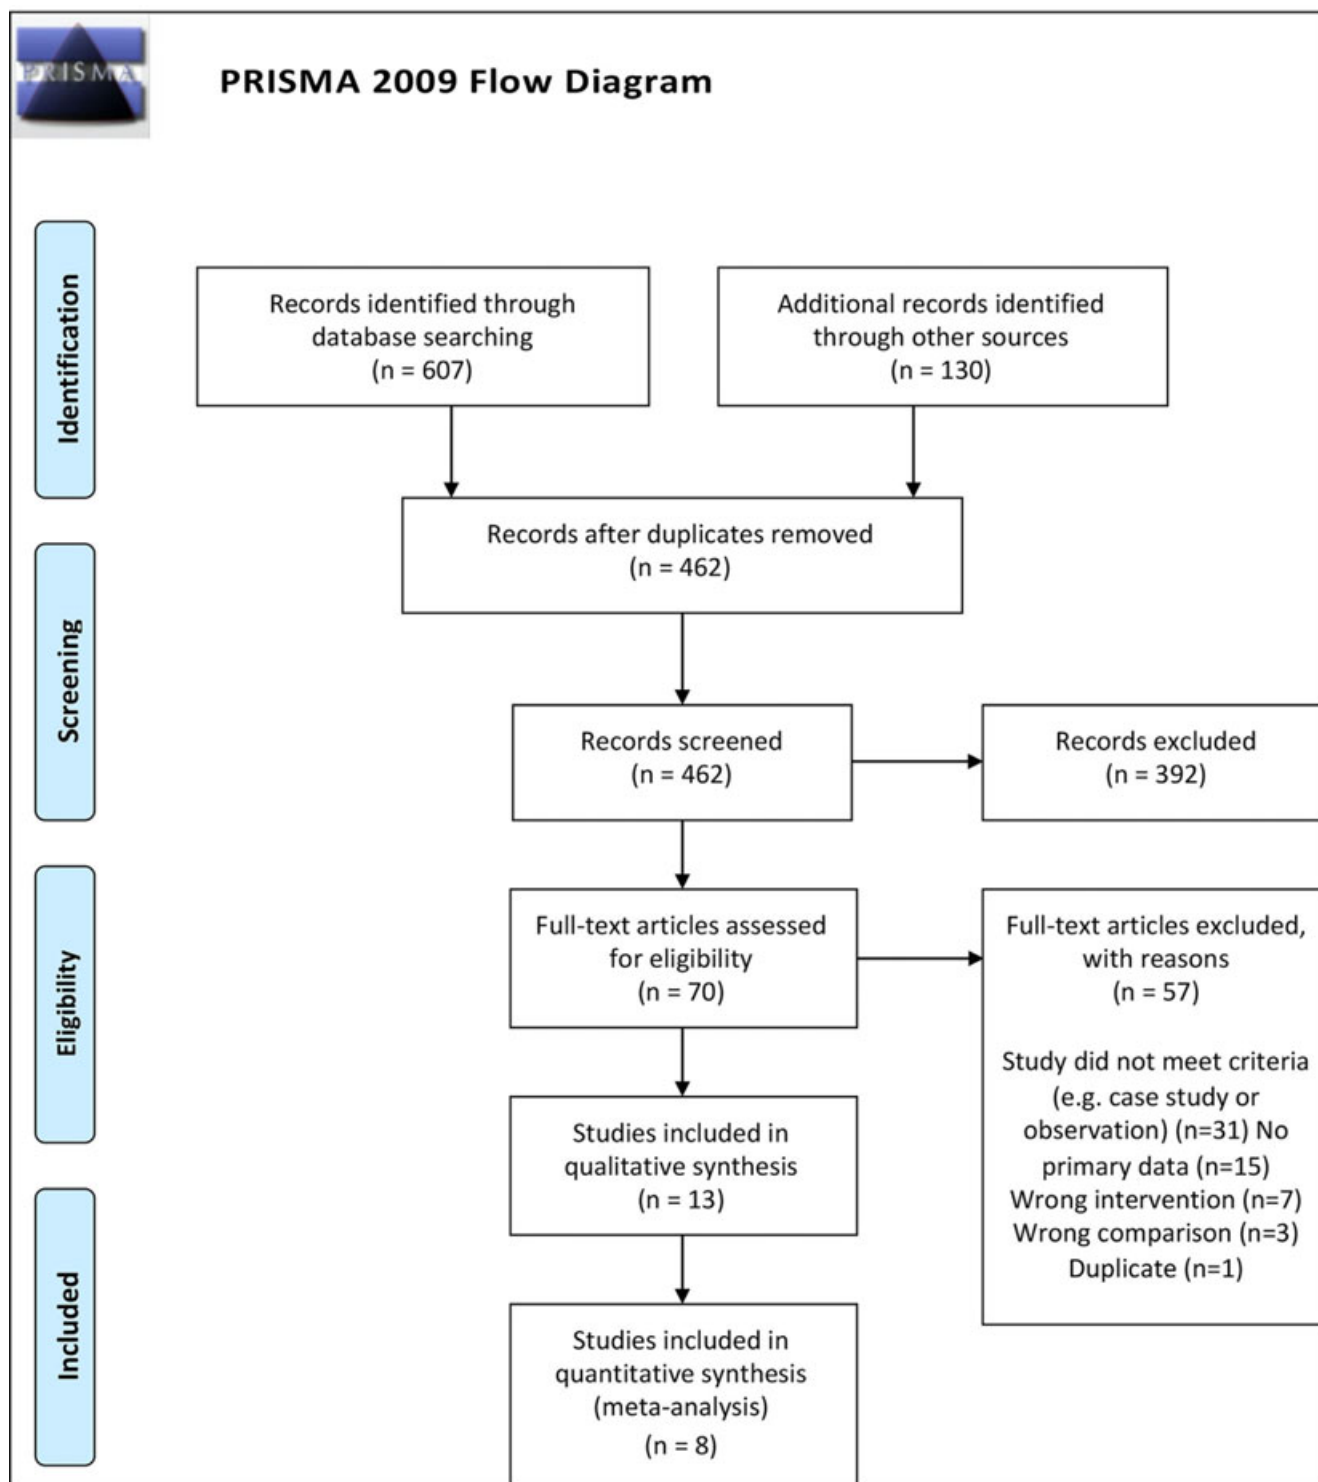 PRISMA
PRISMA 2009 Flow Diagram
Identification
Records identified through
database searching
(n = 607)
Additional records identified
through other sources
(n = 130)
Records after duplicates removed
(n = 462)
Screening
Records screened
(n = 462)
Records excluded
(n = 392)
Eligibility
Full-text articles assessed
for eligibility
(n = 70)
Full-text articles excluded,
with reasons
(n = 57)
Study did not meet criteria
(e.g. case study or
observation) (n=31) No
primary data (n=15)
Wrong intervention (n=7)
Wrong comparison (n=3)
Duplicate (n=1)
Studies included in
qualitative synthesis
(n = 13)
Included
Studies included in
quantitative synthesis
(meta-analysis)
(n = 8)